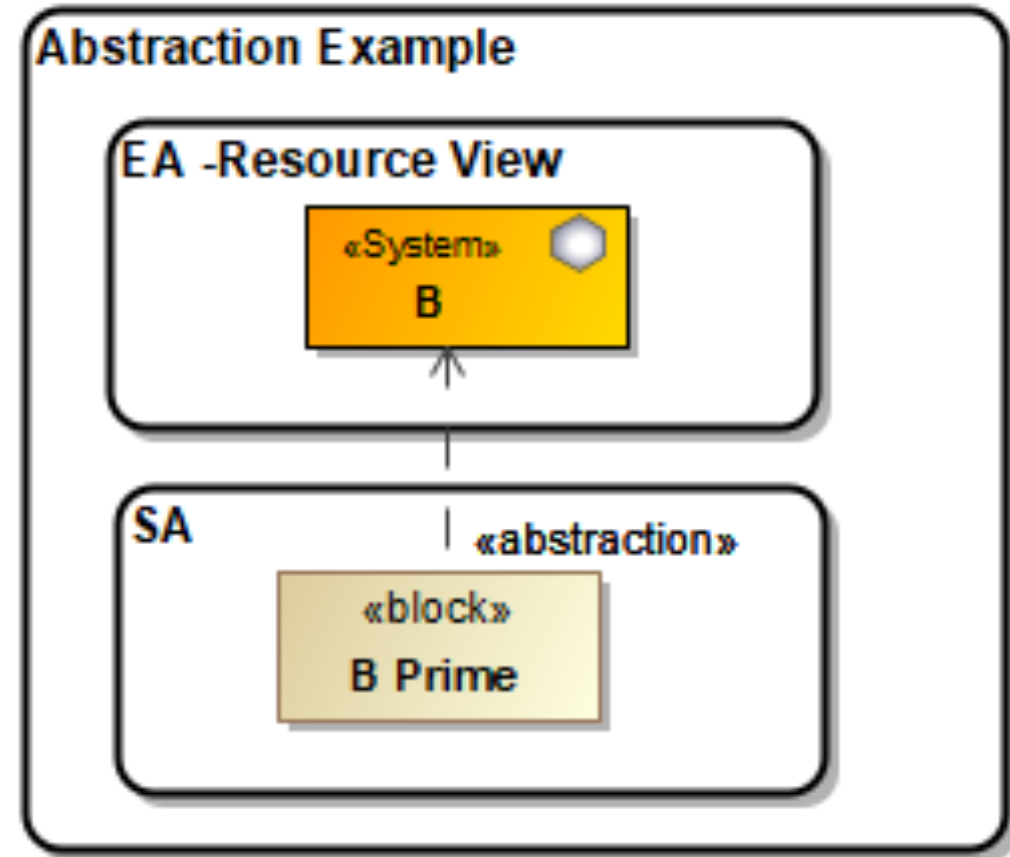 Abstraction Example
EA -Resource View
«System»
B
SA
«abstraction»
«block»
B Prime